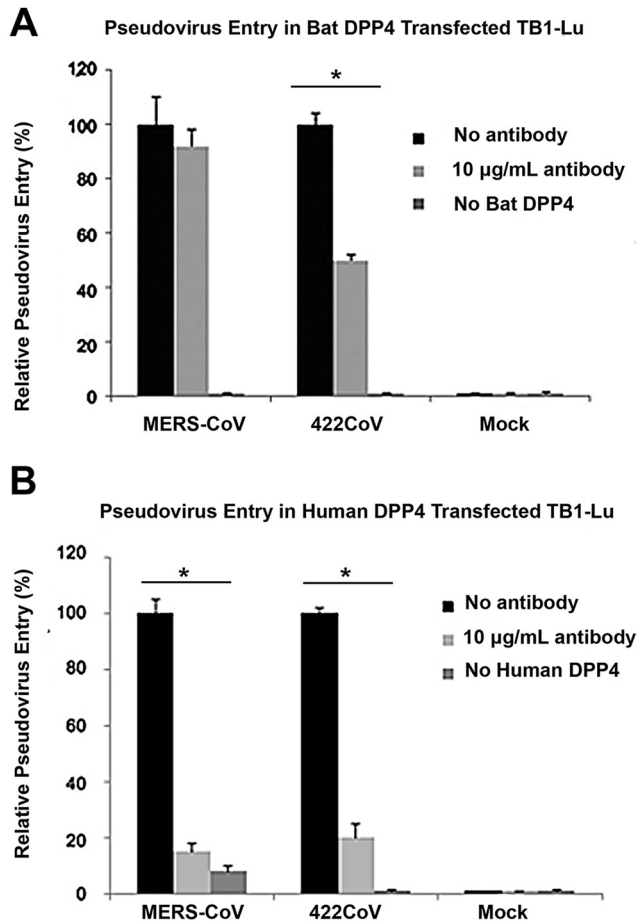 A
Pseudovirus Entry in Bat DPP4 Transfected TB1-Lu
Relative Pseudovirus Entry (%)
120
100
80
60
40
20
0
*
No antibody
10 µg/mL antibody
No Bat DPP4
MERS-CoV 422CoV Mock
B
Pseudovirus Entry in Human DPP4 Transfected TB1-Lu
Relative Pseudovirus Entry (%)
120
100
80
60
40
20
0
* *
No antibody
10 µg/mL antibody
No Human DPP4
MERS-CoV 422CoV Mock